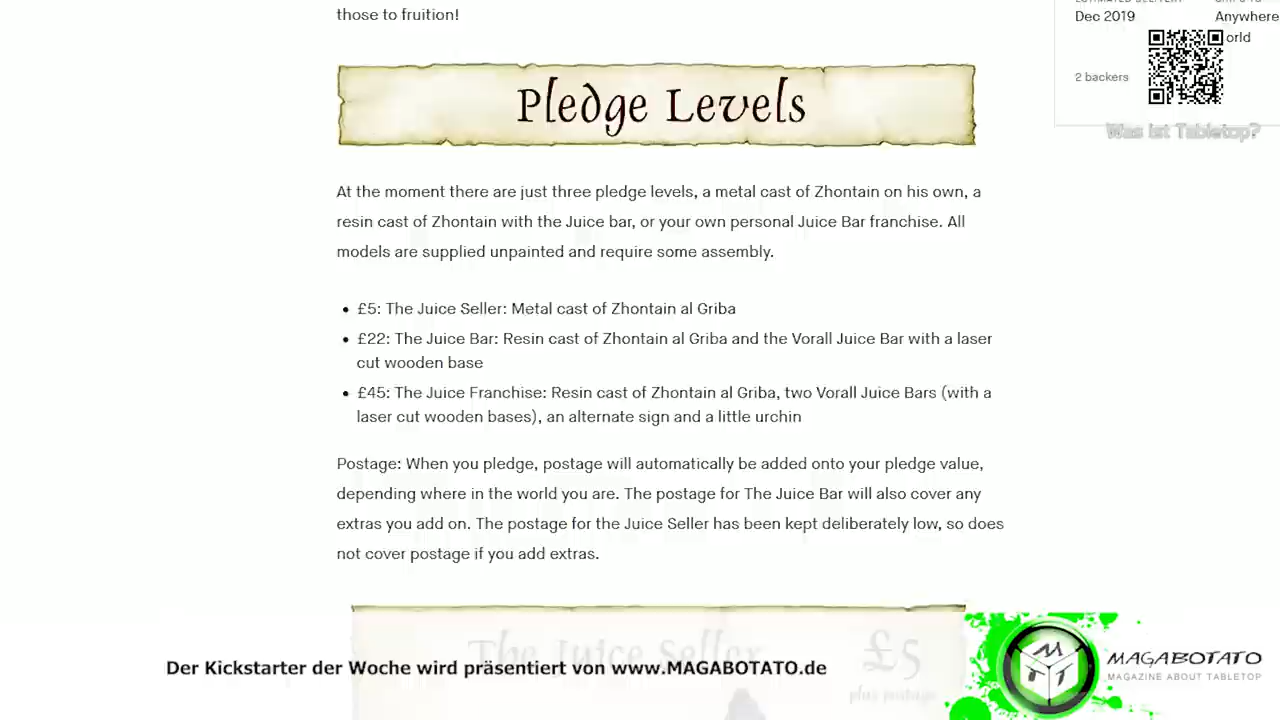 those to fruition!
Dec 2019
Anywhere
orld
2 backers
Was ist Tabletop?
Pledge Levels
At the moment there are just three pledge levels, a metal cast of Zhontain on his own, a
resin cast of Zhontain with the Juice bar, or your own personal Juice Bar franchise. All
models are supplied unpainted and require some assembly.
• £5: The Juice Seller: Metal cast of Zhontain al Griba
• £22: The Juice Bar: Resin cast of Zhontain al Griba and the Vorall Juice Bar with a laser
cut wooden base
• £45: The Juice Franchise: Resin cast of Zhontain al Griba, two Vorall Juice Bars (with a
laser cut wooden bases), an alternate sign and a little urchin
Postage: When you pledge, postage will automatically be added onto your pledge value,
depending where in the world you are. The postage for The Juice Bar will also cover any
extras you add on. The postage for the Juice Seller has been kept deliberately low, so does
not cover postage if you add extras.
The Juice Seller £5
plus postage
Der Kickstarter der Woche wird präsentiert von www.MAGABOTATO.de
MAGABOTATO
MAGAZINE ABOUT TABLETOP